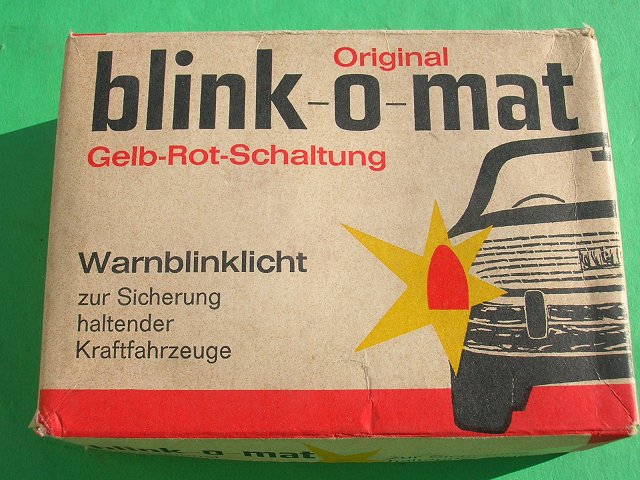 Original
blink-o-mat
Gelb-Rot-Schaltung
Warnblinklicht
zur Sicherung
haltender
Kraftfahrzeuge
blink-o-mat